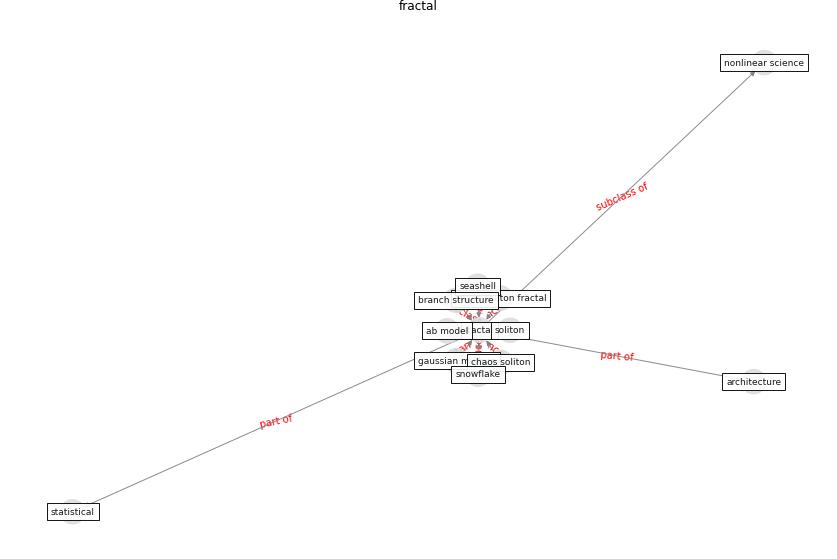 fractal
nonlinear science
subclass of
seashell
branch structure
ton fractal
ab model
soliton
part of
gaussian
chaos soliton
snowflake
architecture
part of
statistical